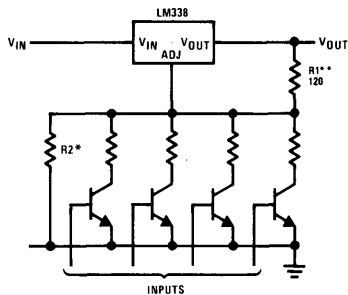 LM338
VIN
VIN VOUT
ADJ
VOUT
R1**
120
R2*
INPUTS